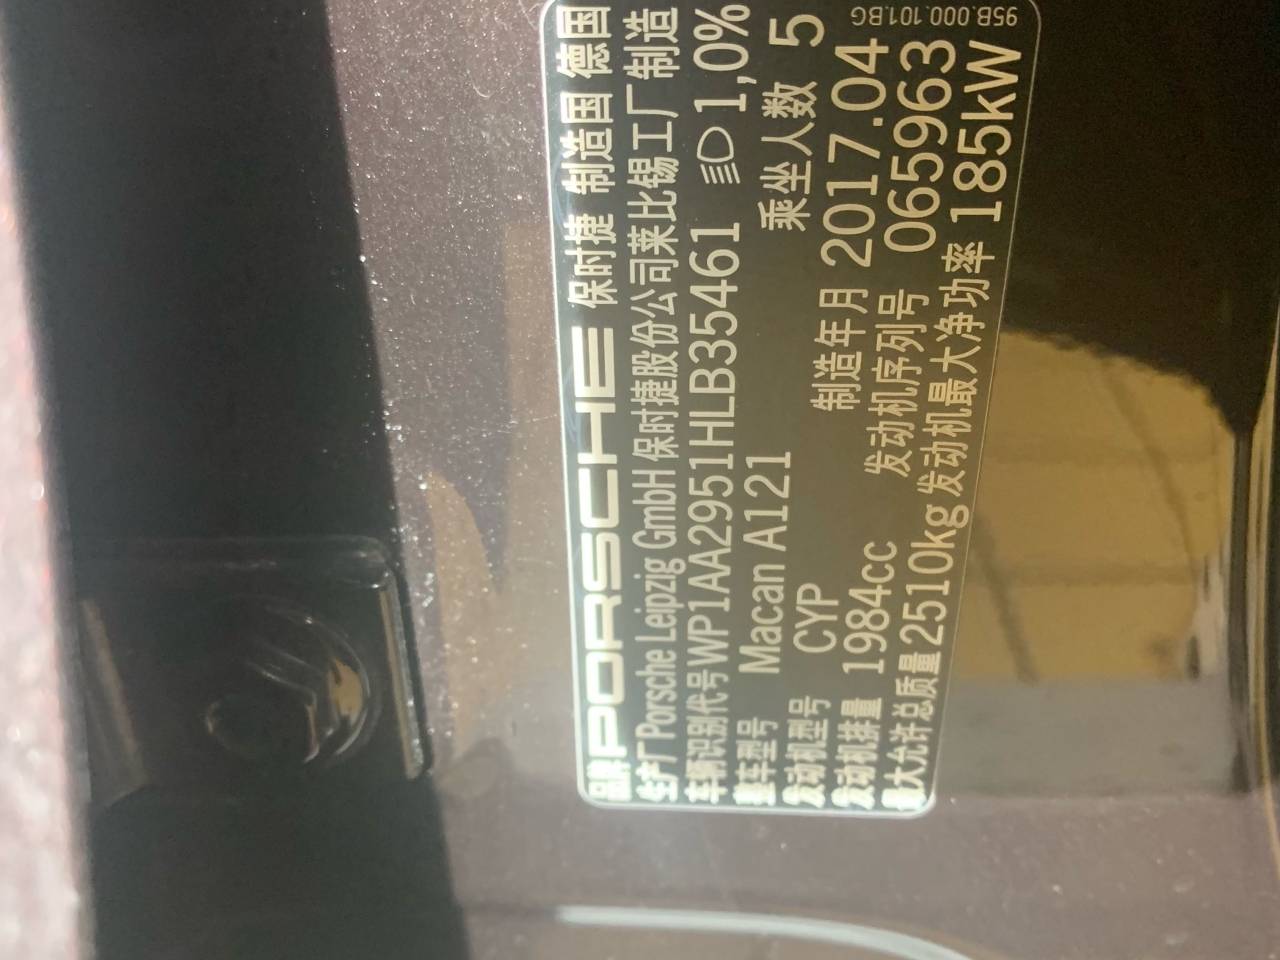 品牌 PORSCHE 保时捷 制造国 德国
生产厂 Porsche Leipzig GmbH 保时捷股份公司莱比锡工厂制造
车辆识别代号 WP1AA2951HLB35461 1,0%
整车型号 Macan A121 乘坐人数 5
发动机型号 CYP 制造年月 2017.04
发动机排量 1984cc 发动机序列号 065963
最大允许总质量 2510kg 发动机最大净功率 185kW
95B.000.101.BG